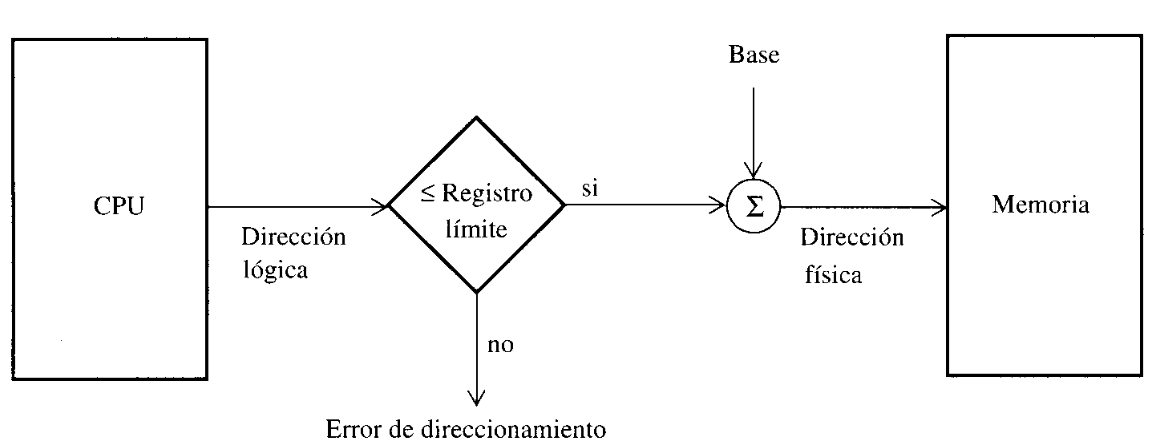 CPU
Dirección
lógica
≤ Registro
límite
si
no
Error de direccionamiento
Base
Σ
Dirección
física
Memoria